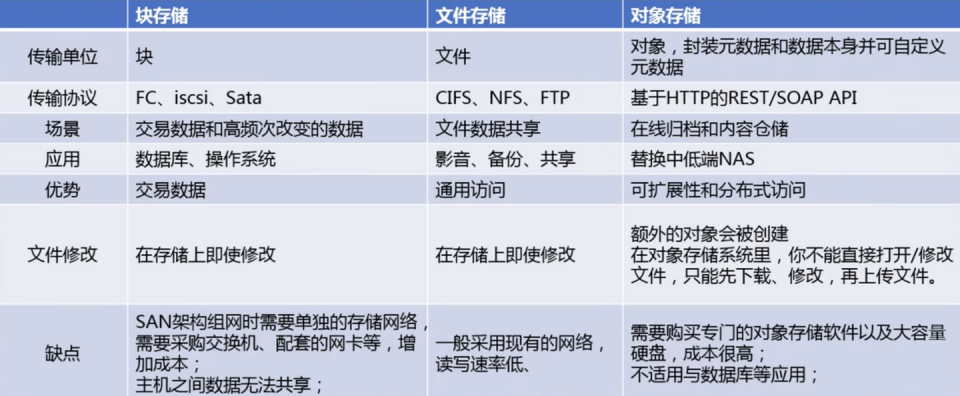 块存储 文件存储 对象存储
传输单位 块 文件 对象，封装元数据和数据本身并可自定义
元数据
传输协议 FC、iscsi、Sata CIFS、NFS、FTP 基于HTTP的REST/SOAP API
场景 交易数据和高频次改变的数据 文件数据共享 在线归档和内容仓储
应用 数据库、操作系统 影音、备份、共享 替换中低端NAS
优势 交易数据 通用访问 可扩展性和分布式访问
文件修改 在存储上即使修改 在存储上即使修改 额外的对象会被创建
在对象存储系统里，你不能直接打开/修改
文件，只能先下载、修改，再上传文件。
缺点 SAN架构组网时需要单独的存储网络，
需要采购交换机、配套的网卡等，增
加成本；
主机之间数据无法共享；
一般采用现有的网络，
读写速率低、
需要购买专门的对象存储软件以及大容量
硬盘，成本很高；
不适用与数据库等应用；